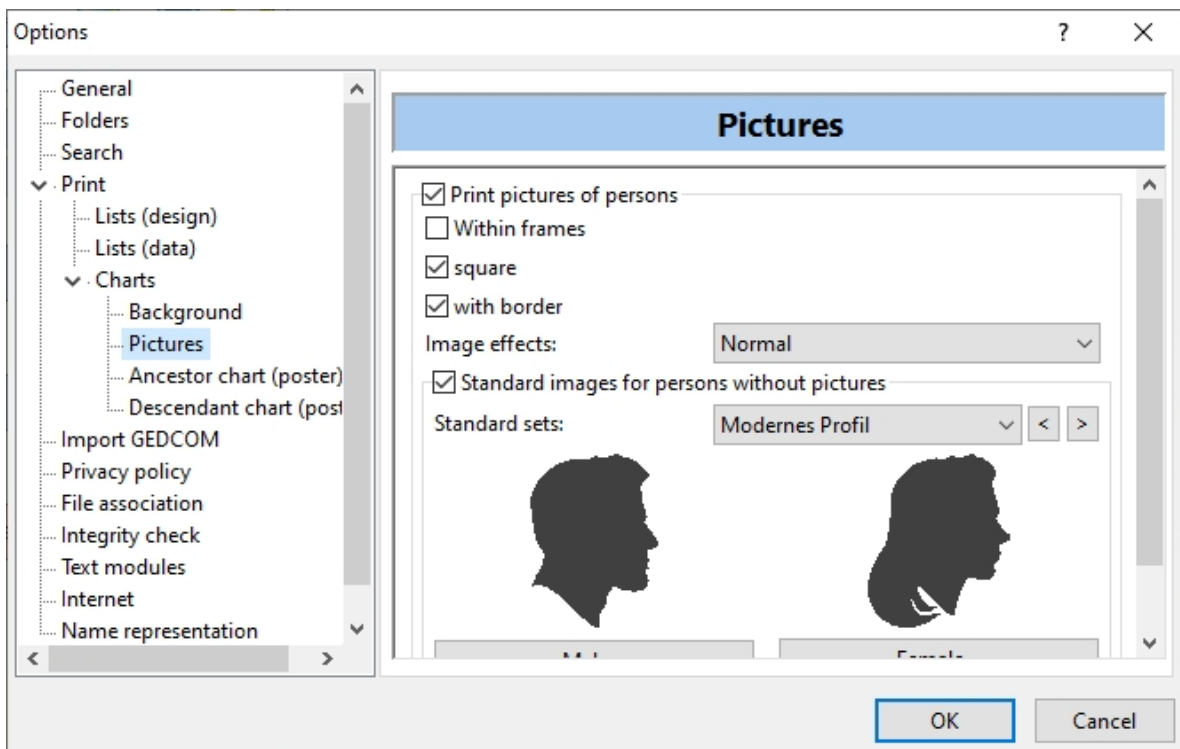 Options
?
General
Folders
Search
Print
Lists (design)
Lists (data)
Charts
Background
Pictures
Ancestor chart (poster)
Descendant chart (post
Import GEDCOM
Privacy policy
File association
Integrity check
Text modules
Internet
Name representation
Pictures
Print pictures of persons
Within frames
square
with border
Image effects: Normal
Standard images for persons without pictures
Standard sets: Modernes Profil < >
OK Cancel